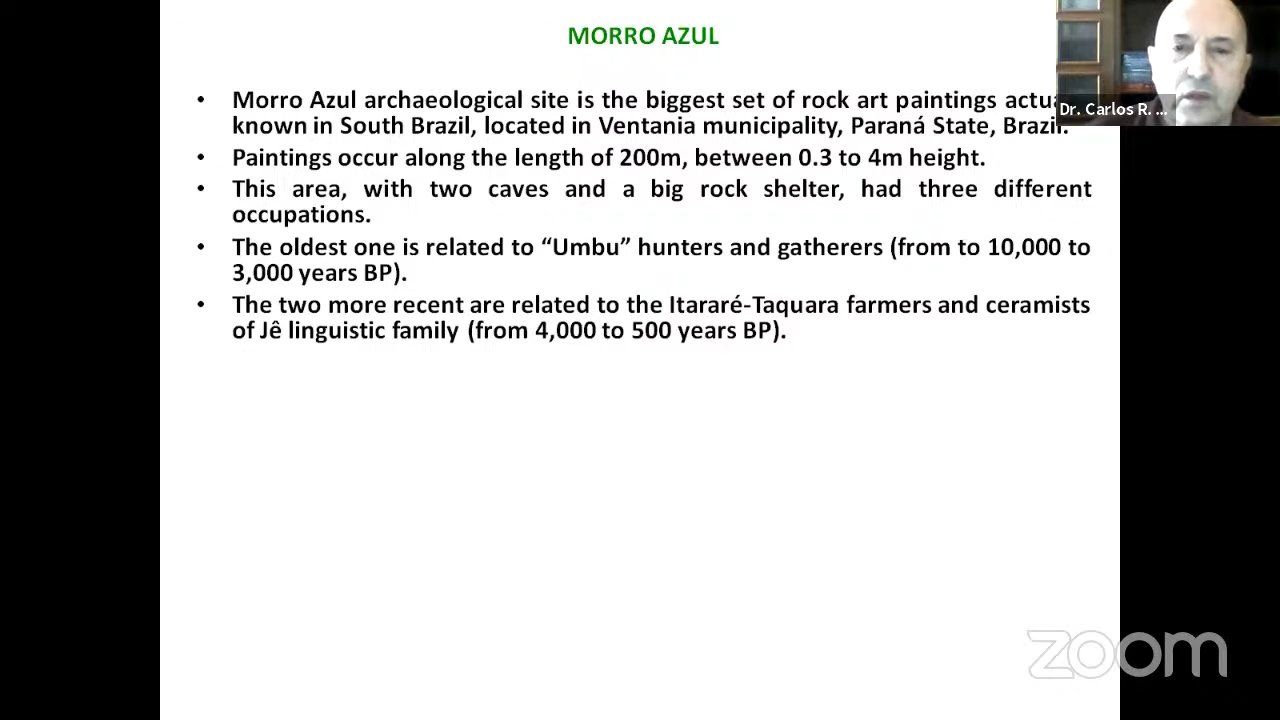 MORRO AZUL
• Morro Azul archaeological site is the biggest set of rock art paintings
known in South Brazil, located in Ventania municipality, Paraná State, Brazil.
• Paintings occur along the length of 200m, between 0.3 to 4m height.
• This area, with two caves and a big rock shelter, had three different
occupations.
• The oldest one is related to “Umbu” hunters and gatherers (from to 10,000 to
3,000 years BP).
• The two more recent are related to the Itararé-Taquara farmers and ceramists
of Jê linguistic family (from 4,000 to 500 years BP).
Dr. Carlos R. ...
zoom